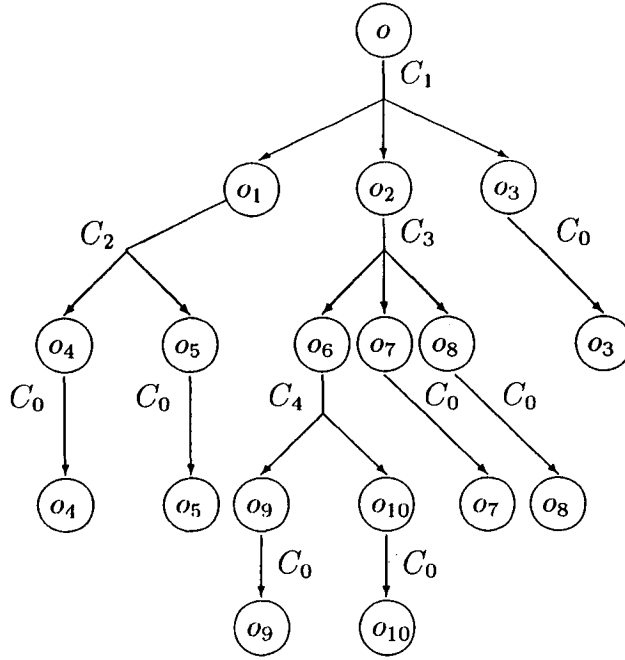 o
C₁
o₁ o₂ o₃
C₂ C₃ C₀
o₄ o₅ o₆ o₇ o₈ o₃
C₀ C₀ C₄ C₀ C₀
o₄ o₅ o₉ o₁₀ o₇ o₈
C₀ C₀
o₉ o₁₀